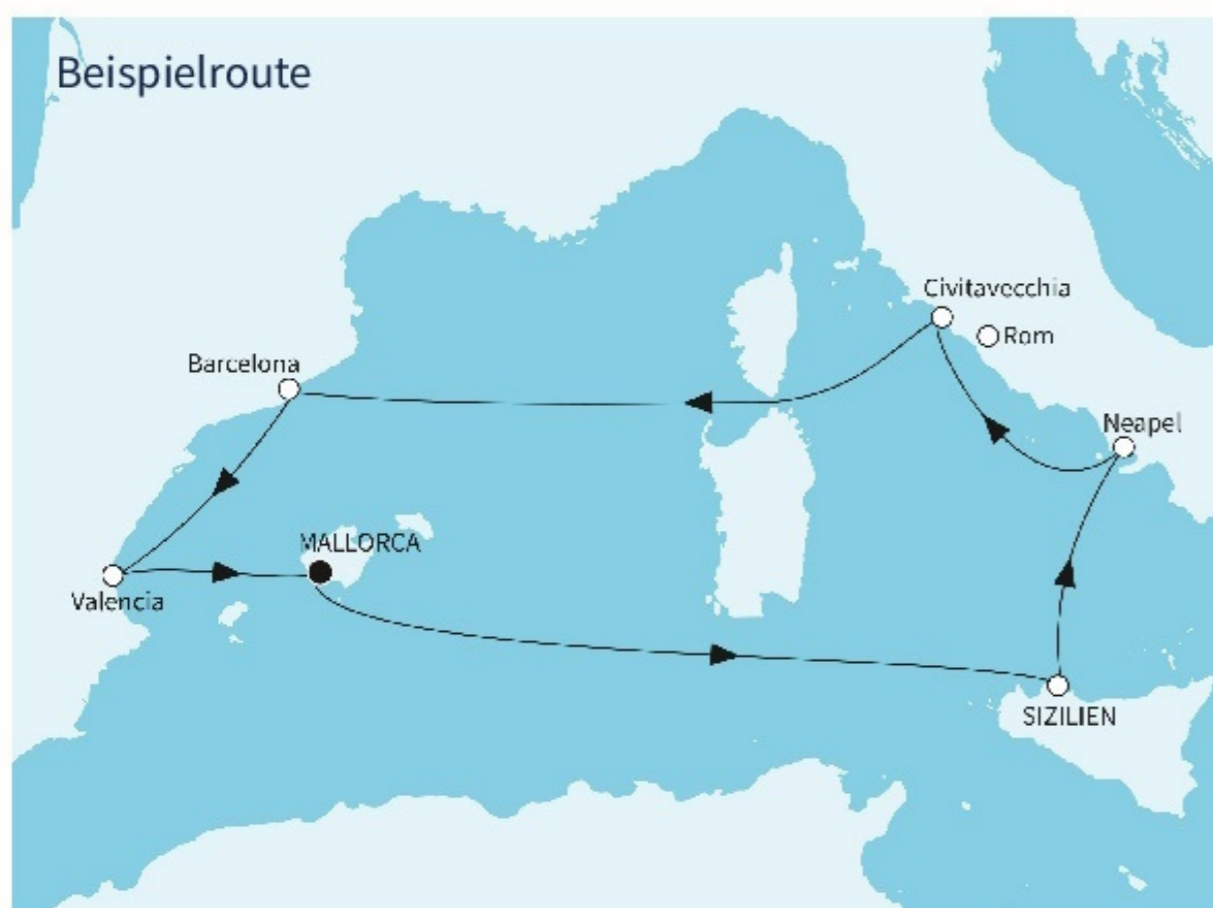 Beispielroute
Civitavecchia
Rom
Barcelona
Neapel
MALLORCA
Valencia
SIZILIEN